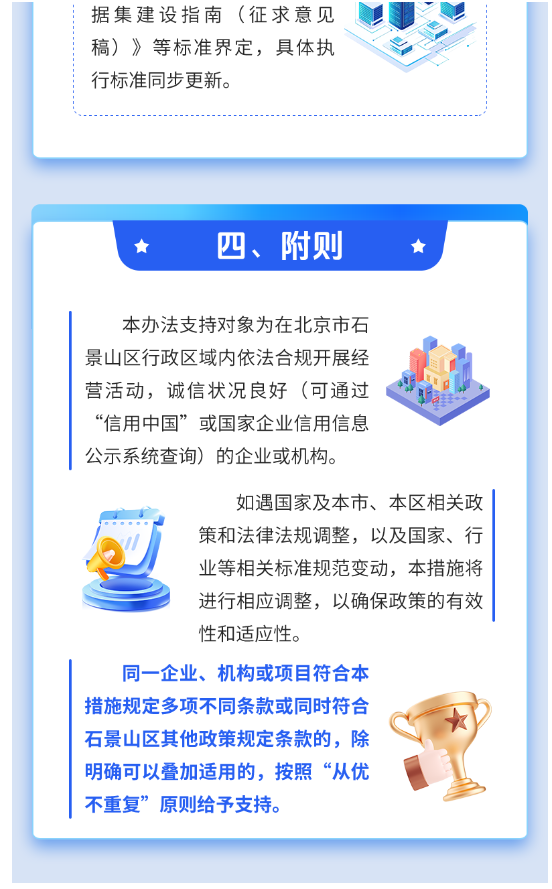 据集建设指南（征求意见
稿）》等标准界定，具体执
行标准同步更新。
四、附则
本办法支持对象为在北京市石
景山区行政区域内依法合规开展经
营活动，诚信状况良好（可通过
“信用中国”或国家企业信用信息
公示系统查询）的企业或机构。
如遇国家及本市、本区相关政
策和法律法规调整，以及国家、行
业等相关标准规范变动，本措施将
进行相应调整，以确保政策的有效
性和适应性。
同一企业、机构或项目符合本
措施规定多项不同条款或同时符合
石景山区其他政策规定条款的，除
明确可以叠加适用的，按照“从优
不重复”原则给予支持。